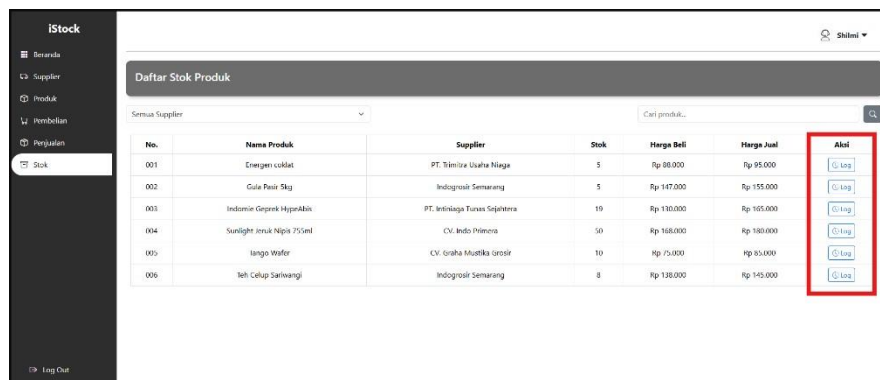 iStock
Shilmi
Beranda
Supplier
Produk
Pembelian
Penjualan
Stok
Log Out
Daftar Stok Produk
Semua Supplier
Cari produk..
No. Nama Produk Supplier Stok Harga Beli Harga Jual Aksi
001 Energen coklat PT. Trimitra Usaha Niaga 5 Rp 88.000 Rp 95.000 Log
002 Gula Pasir 5kg Indogrosir Semarang 5 Rp 147.000 Rp 155.000 Log
003 Indomie Geprek HypeAbis PT. Intiniaga Tunas Sejahtera 19 Rp 130.000 Rp 165.000 Log
004 Sunlight Jeruk Nipis 755ml CV. Indo Primera 50 Rp 168.000 Rp 180.000 Log
005 Tango Wafer CV. Graha Mustika Grosir 10 Rp 75.000 Rp 85.000 Log
006 Teh Celup Sariwangi Indogrosir Semarang 8 Rp 138.000 Rp 145.000 Log